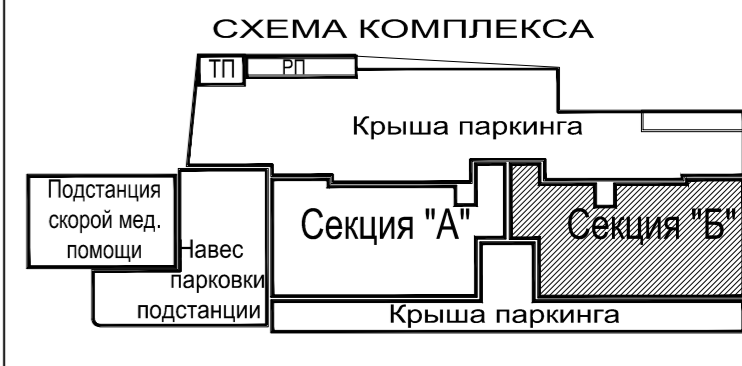 СХЕМА КОМПЛЕКСА
ТП
РП
Крыша паркинга
Подстанция
скорой мед.
помощи
Навес
парковки
подстанции
Секция "А"
Секция "Б"
Крыша паркинга